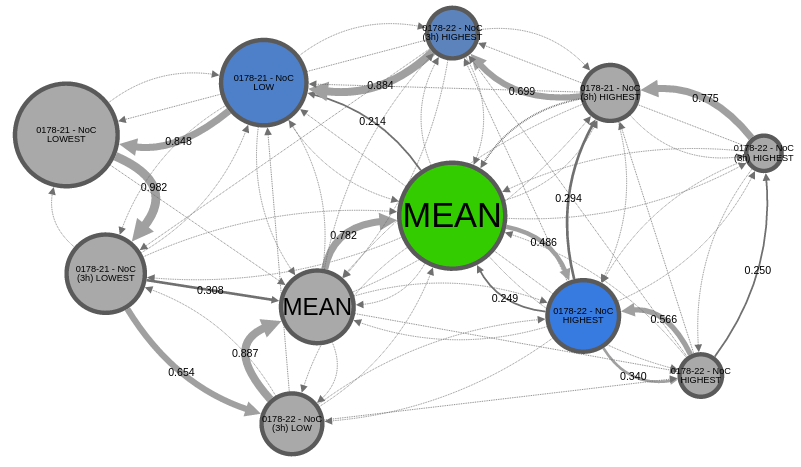 0178-22 - NoC
(3h) HIGHEST
0178-21 - NoC
LOW
0.884
0.699
0178-21 - NoC
(3h) HIGHEST
0.775
0.214
0178-21 - NoC
LOWEST
0.848
0178-22 - NoC
(8h) HIGHEST
0.982
0.294
MEAN
0.782
0.486
0178-21 - NoC
(3h) LOWEST
0.308
0.250
MEAN
0.249
0178-22 - NoC
HIGHEST
0.566
0.887
0.654
0.340
0178-22 - NoC
HIGHEST
0178-22 - NoC
(3h) LOW